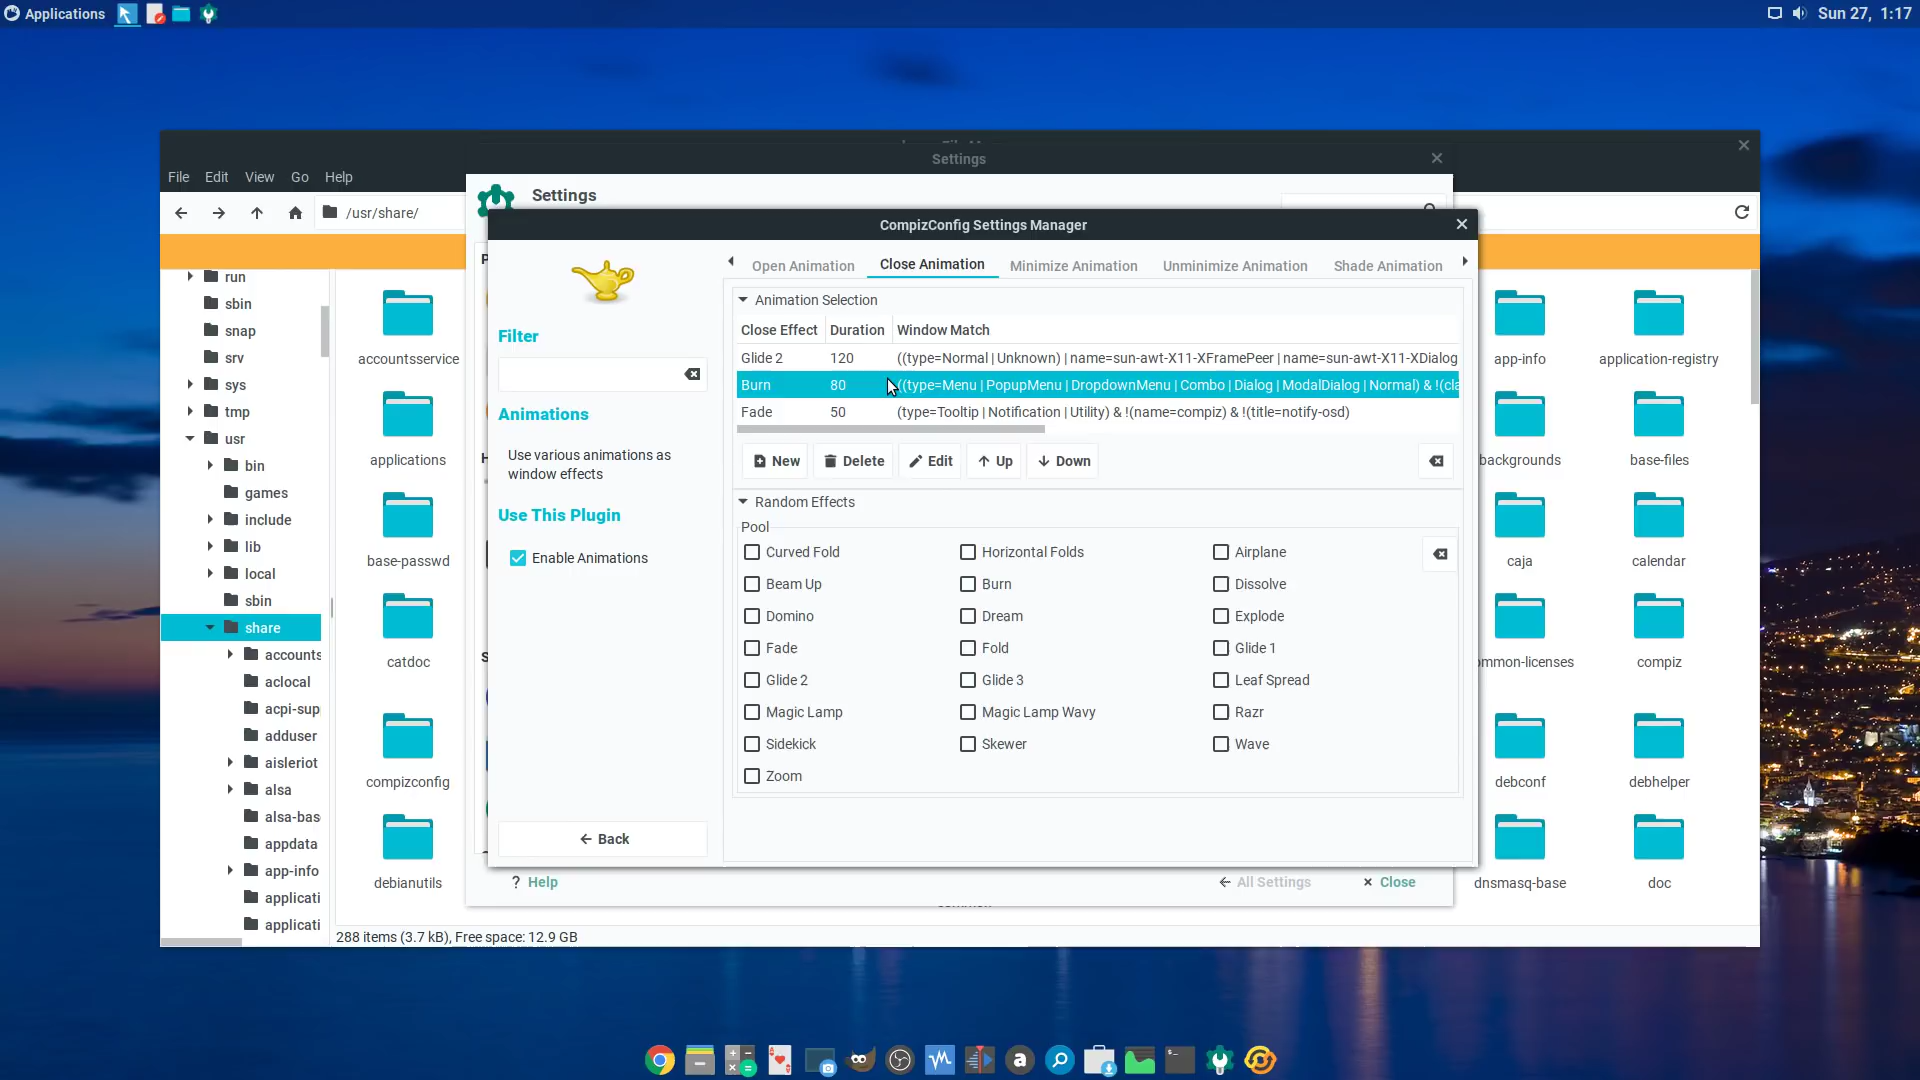 Applications
Sun 27, 1:17
Settings
File Edit View Go Help
/usr/share/
Settings
CompizConfig Settings Manager
run
sbin
snap
srv
sys
tmp
usr
bin
games
include
lib
local
sbin
share
accounts
aclocal
acpi-sup
adduser
aisleriot
alsa
alsa-bas
appdata
app-info
applicati
applicati
accountsservice
applications
base-passwd
catdoc
compizconfig
debianutils
Filter
Animations
Use various animations as
window effects
Use This Plugin
Enable Animations
Back
Open Animation Close Animation Minimize Animation Unminimize Animation Shade Animation
Animation Selection
Close Effect Duration Window Match
Glide 2 120 ((type=Normal | Unknown) | name=sun-awt-X11-XFramePeer | name=sun-awt-X11-XDialog
Burn 80 ((type=Menu | PopupMenu | DropdownMenu | Combo | Dialog | ModalDialog | Normal) & !(cla
Fade 50 (type=Tooltip | Notification | Utility) & !(name=compiz) & !(title=notify-osd)
New Delete Edit Up Down
Random Effects
Pool
Curved Fold Horizontal Folds Airplane
Beam Up Burn Dissolve
Domino Dream Explode
Fade Fold Glide 1
Glide 2 Glide 3 Leaf Spread
Magic Lamp Magic Lamp Wavy Razr
Sidekick Skewer Wave
Zoom
? Help All Settings Close
app-info application-registry
backgrounds base-files
caja calendar
mmon-licenses compiz
debconf debhelper
dnsmasq-base doc
288 items (3.7 kB), Free space: 12.9 GB